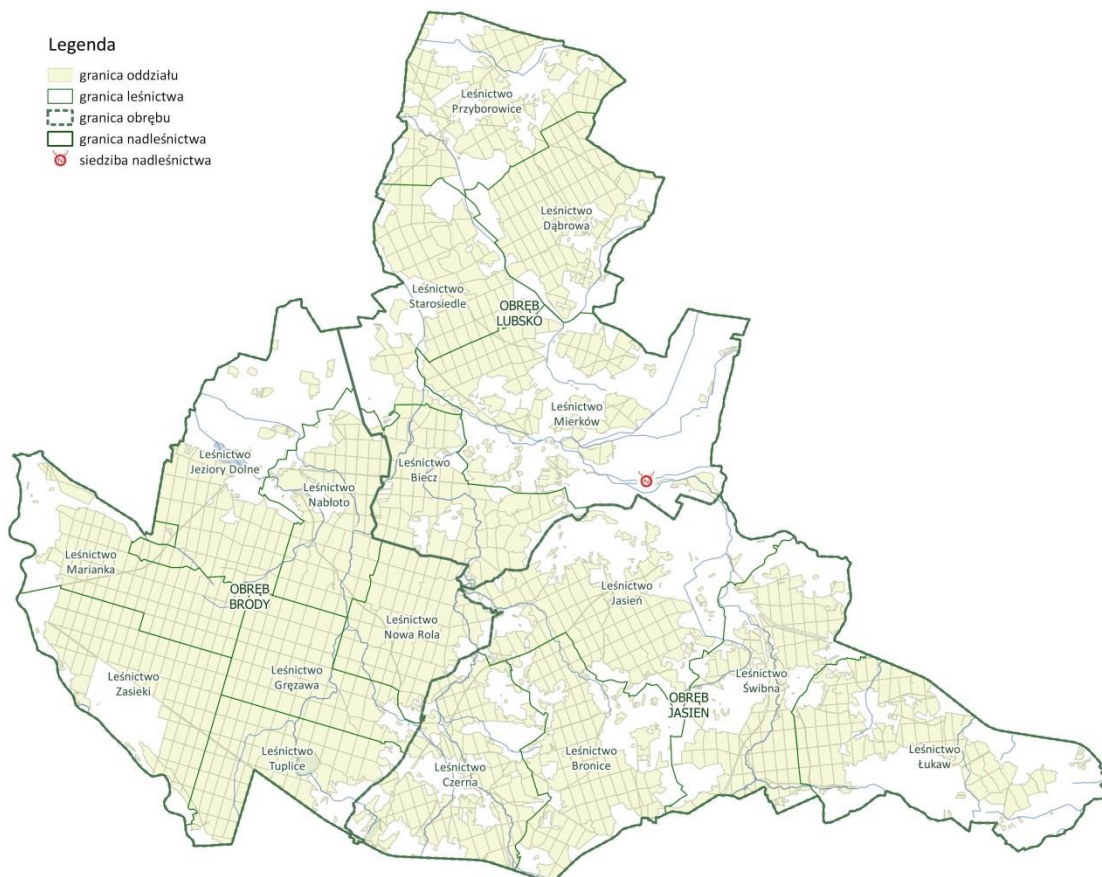 Legenda
granica oddziału
granica leśnictwa
granica obrębu
granica nadleśnictwa
siedziba nadleśnictwa
Leśnictwo
Przyborowice
Leśnictwo
Dąbrowa
Leśnictwo
Starosiedle
OBRĘB
LUBSKO
Leśnictwo
Mierków
Leśnictwo
Jeziory Dolne
Leśnictwo
Biecz
Leśnictwo
Nabłoto
Leśnictwo
Marianka
OBRĘB
BRODY
Leśnictwo
Jasień
Leśnictwo
Nowa Rola
Leśnictwo
Zasieki
Leśnictwo
Gręzawa
Leśnictwo
Świbna
OBRĘB
JASIEŃ
Leśnictwo
Tuplice
Leśnictwo
Czerna
Leśnictwo
Bronice
Leśnictwo
Łukaw